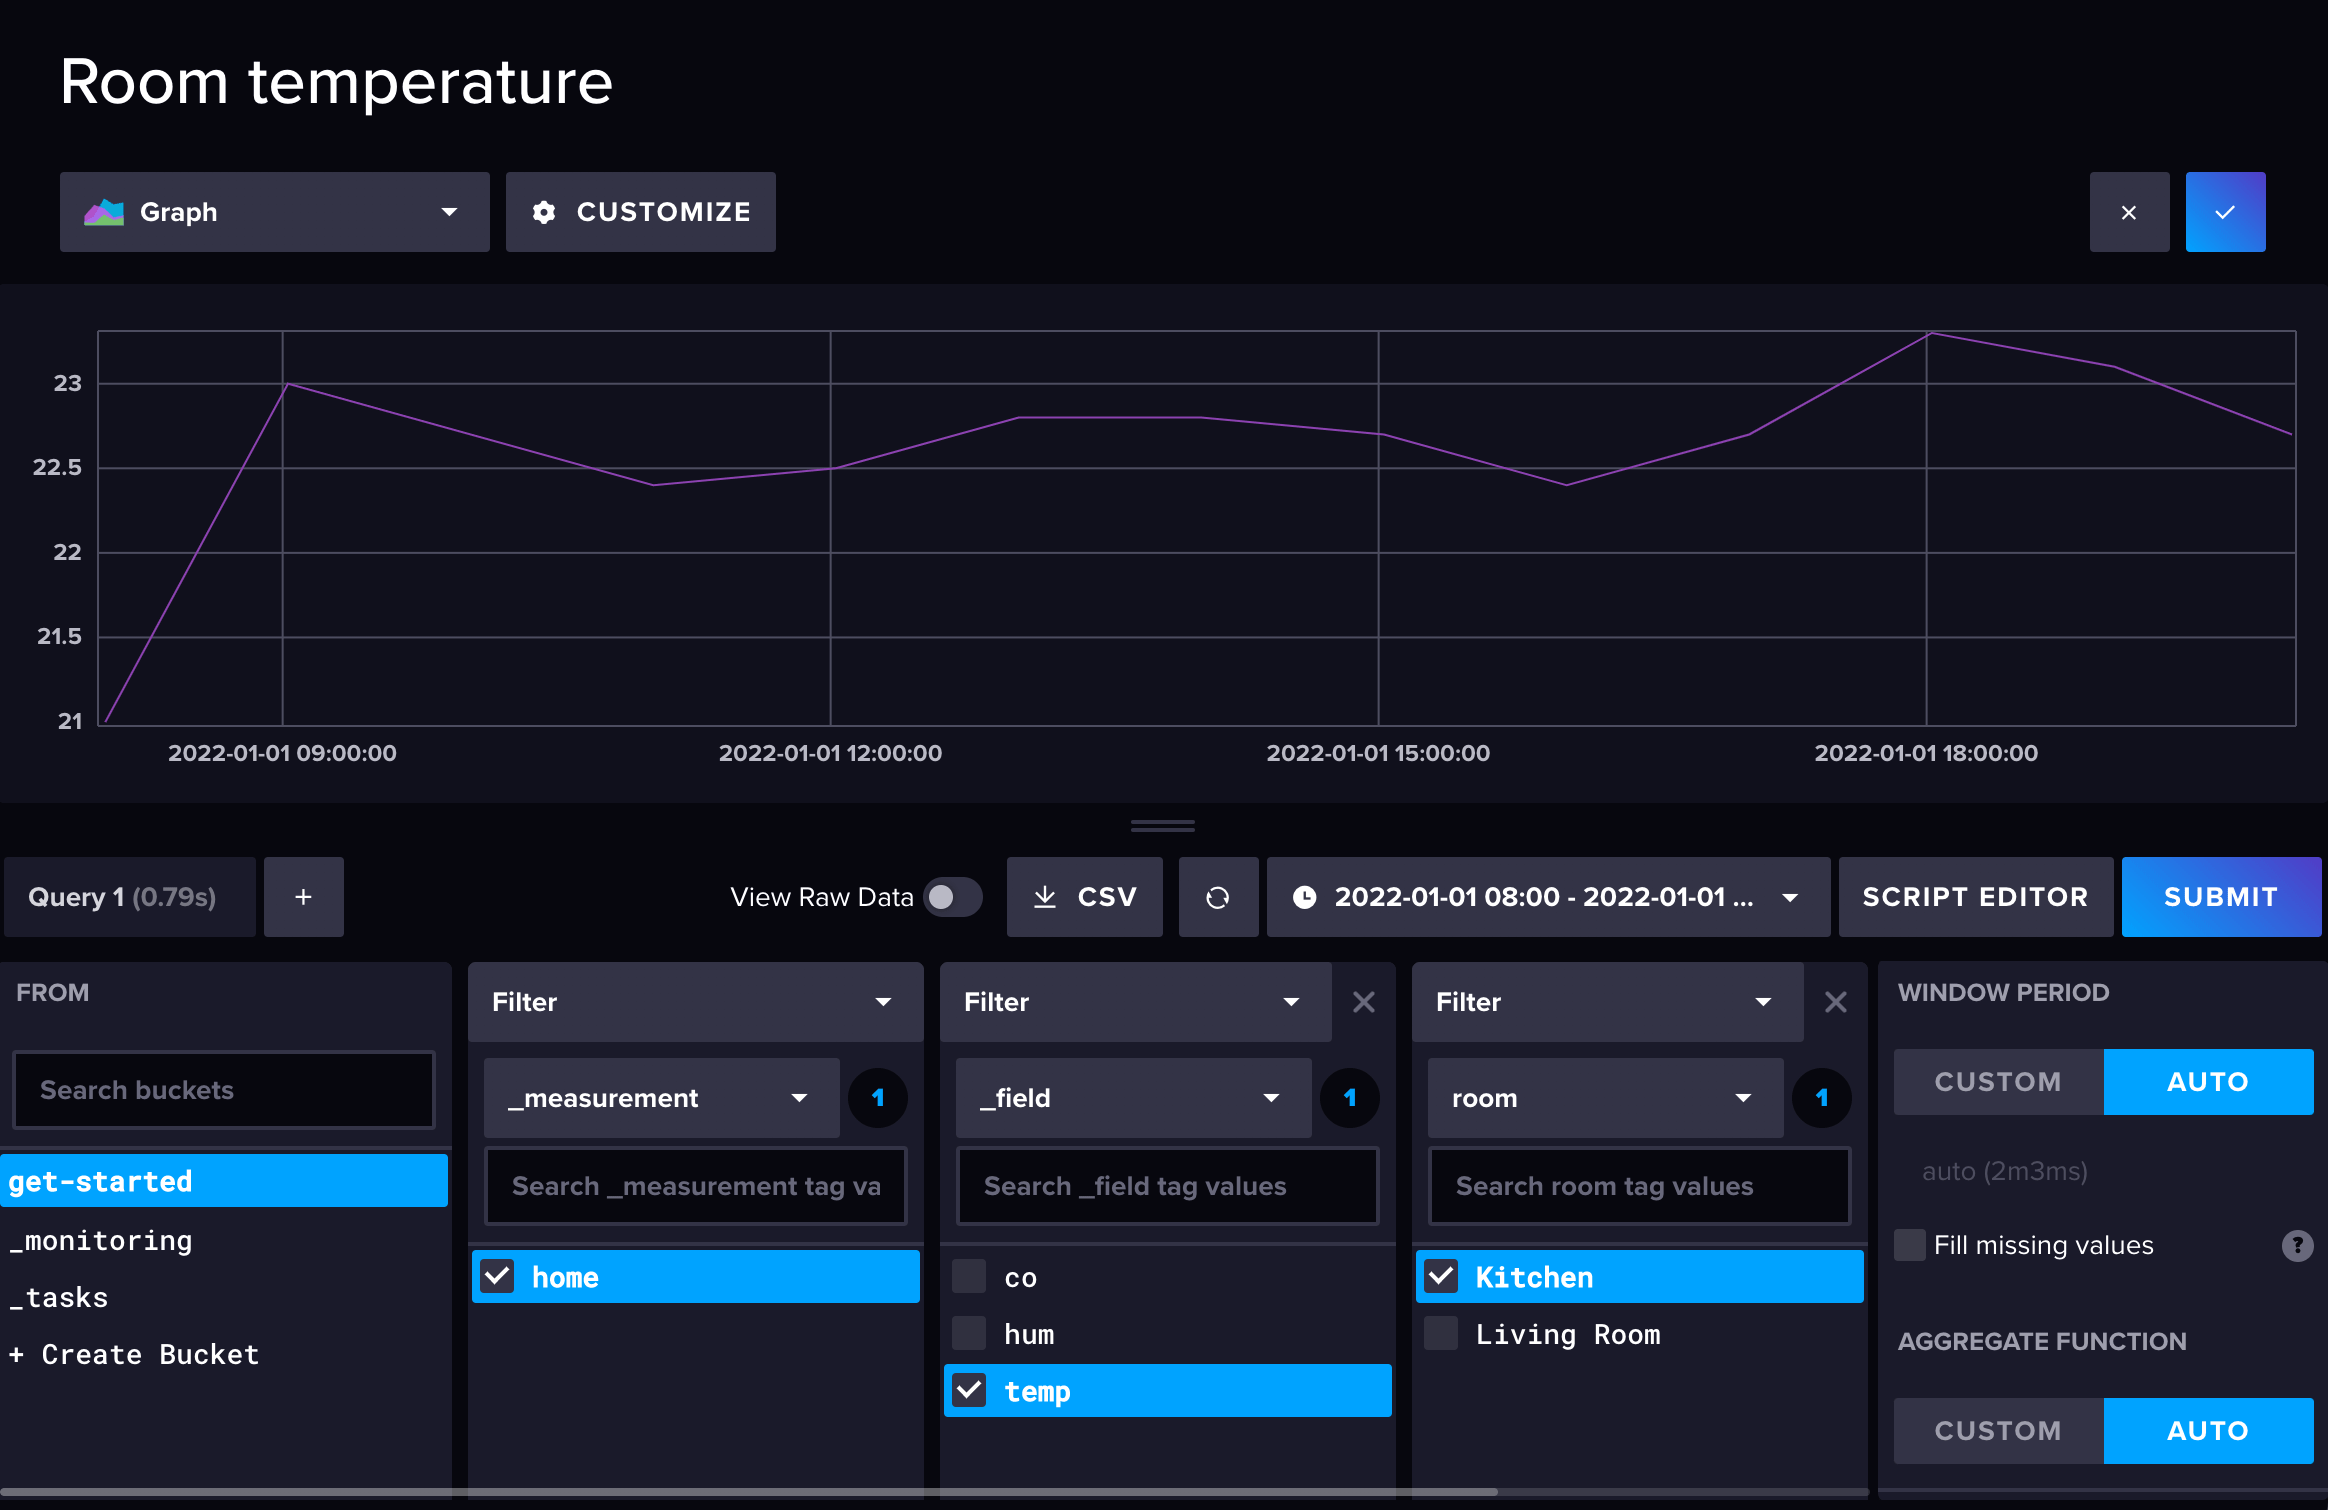 Room temperature
Graph
CUSTOMIZE
23
22.5
22
21.5
21
2022-01-01 09:00:00
2022-01-01 12:00:00
2022-01-01 15:00:00
2022-01-01 18:00:00
Query 1 (0.79s)
+
View Raw Data
CSV
2022-01-01 08:00 - 2022-01-01 ...
SCRIPT EDITOR
SUBMIT
FROM
Search buckets
get-started
_monitoring
_tasks
+ Create Bucket
Filter
_measurement
1
Search _measurement tag va
home
Filter
_field
1
Search _field tag values
co
hum
temp
Filter
room
1
Search room tag values
Kitchen
Living Room
WINDOW PERIOD
CUSTOM
AUTO
auto (2m3ms)
Fill missing values
?
AGGREGATE FUNCTION
CUSTOM
AUTO